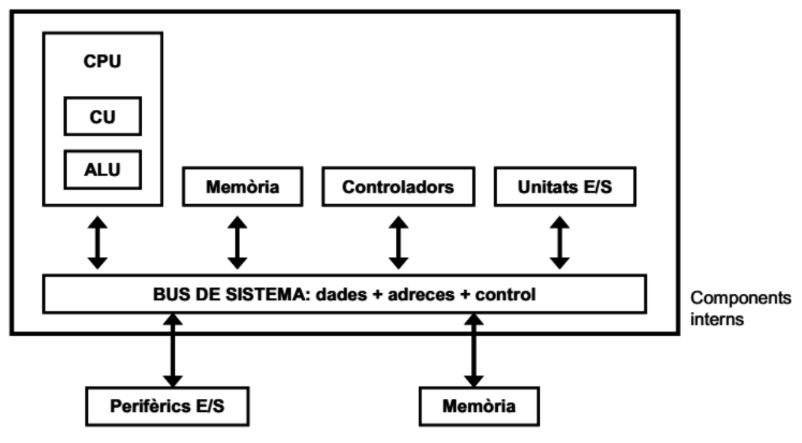 CPU
CU
ALU
Memòria
Controladors
Unitats E/S
BUS DE SISTEMA: dades + adreces + control
Components
interns
Perifèrics E/S
Memòria